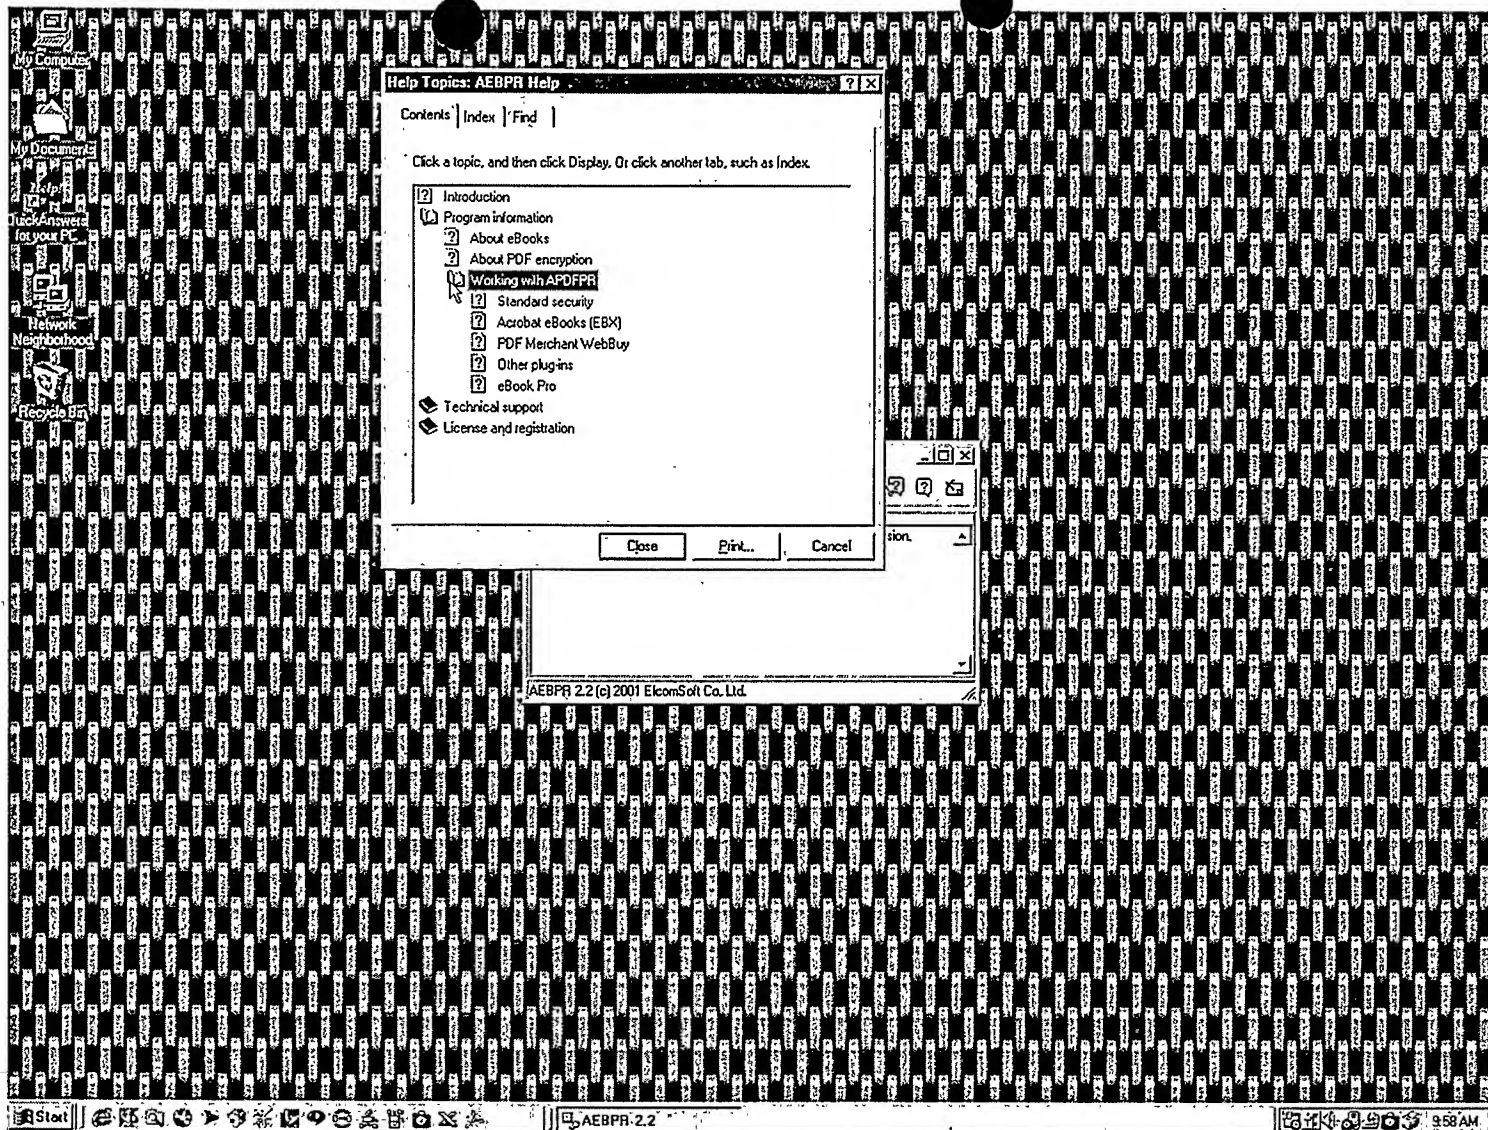 My Computer
My Documents
Help!
QuickAnswers
for your PC
Network
Neighborhood
Recycle Bin
Help Topics: AEBPR Help
Contents
Index
Find
Click a topic, and then click Display. Or click another tab, such as Index.
Introduction
Program information
About eBooks
About PDF encryption
Working with APDFPR
Standard security
Acrobat eBooks (EBX)
PDF Merchant WebBuy
Other plug-ins
eBook Pro
Technical support
License and registration
Close
Print...
Cancel
sion.
AEBPR 2.2 (c) 2001 ElcomSoft Co. Ltd.
Start
AEBPR 2.2
9:58 AM